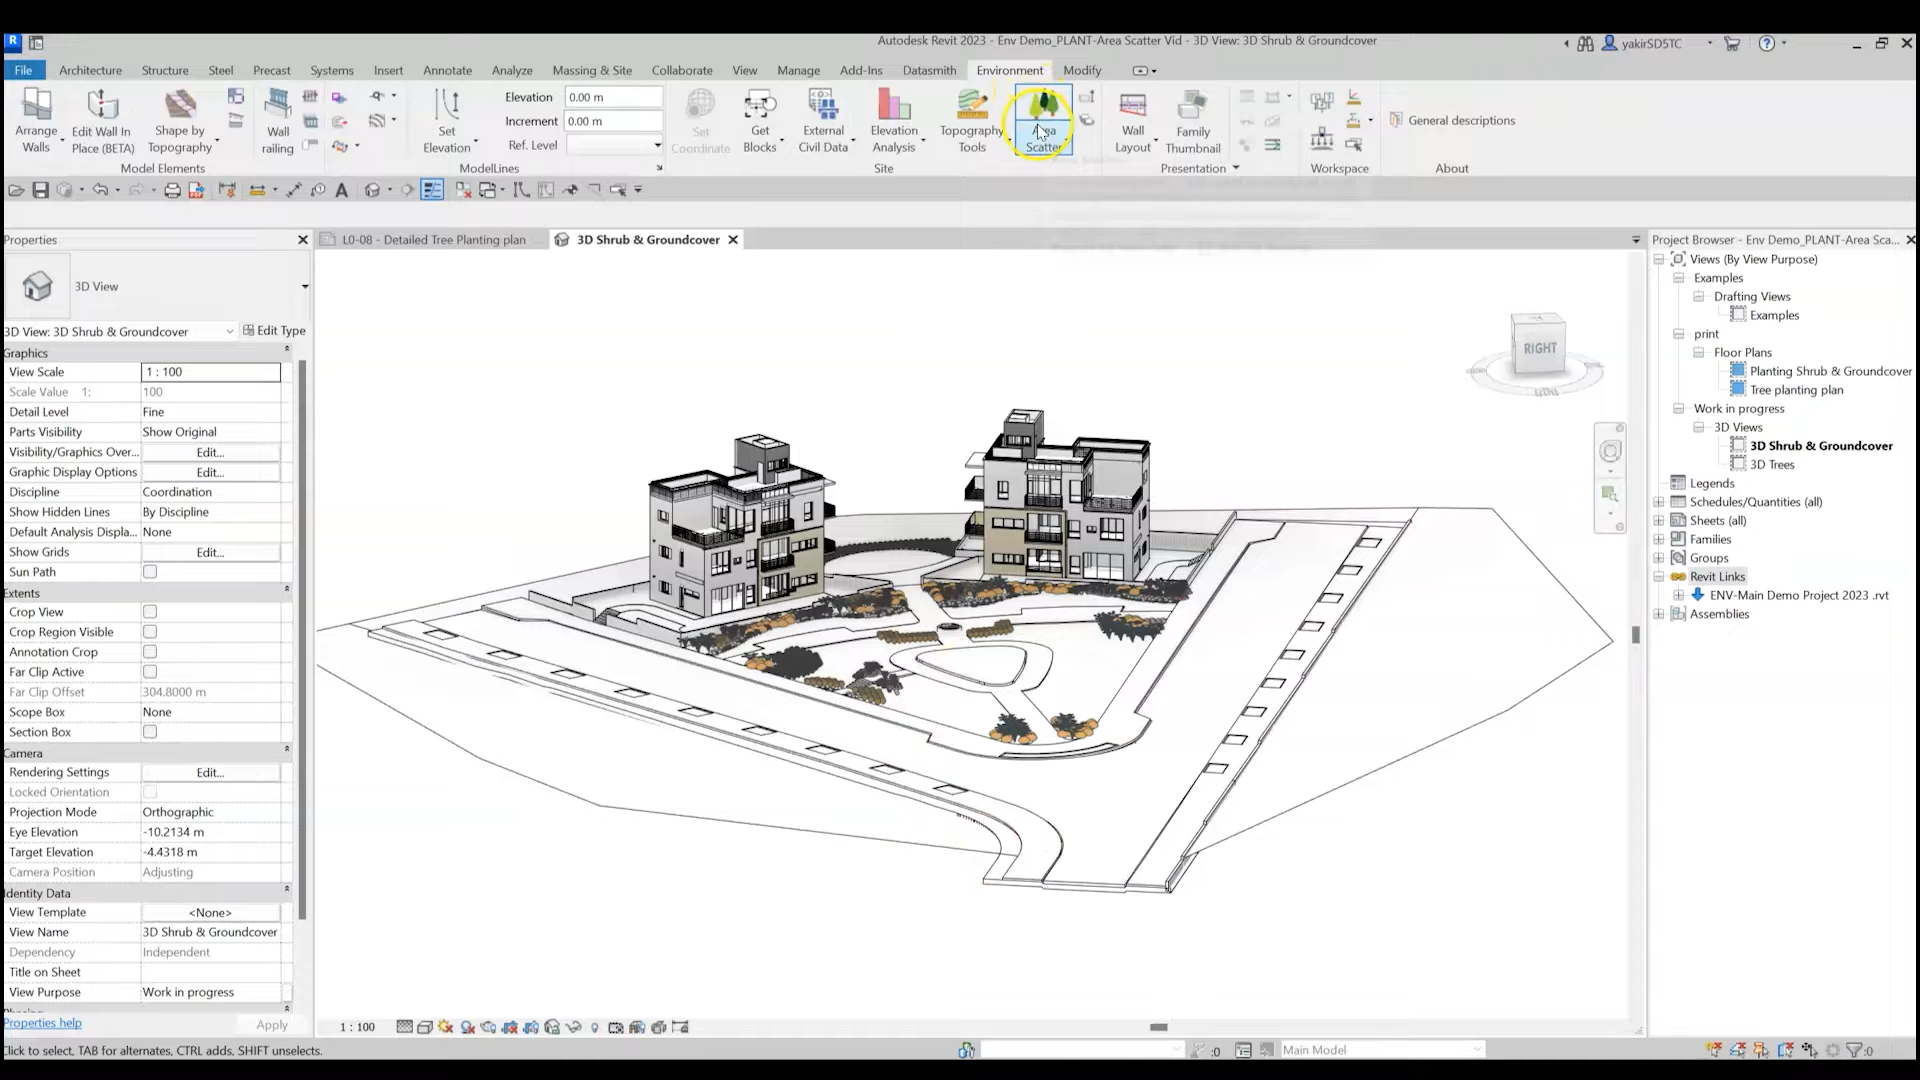 Autodesk Revit 2023 - Env Demo_PLANT-Area Scatter Vid - 3D View: 3D Shrub & Groundcover
yakirSD5TC
File Architecture Structure Steel Precast Systems Insert Annotate Analyze Massing & Site Collaborate View Manage Add-Ins Datasmith Environment Modify
Arrange Walls
Edit Wall In Place (BETA)
Shape by Topography
Wall railing
Set Elevation
Elevation 0.00 m
Increment 0.00 m
Ref. Level
Set Coordinate
Get Blocks
External Civil Data
Elevation Analysis
Topography Tools
Area Scatter
Wall Layout
Family Thumbnail
General descriptions
Model Elements
ModelLines
Site
Presentation
Workspace
About
Properties
3D View
3D View: 3D Shrub & Groundcover
Edit Type
Graphics
View Scale 1 : 100
Scale Value 1: 100
Detail Level Fine
Parts Visibility Show Original
Visibility/Graphics Over... Edit...
Graphic Display Options Edit...
Discipline Coordination
Show Hidden Lines By Discipline
Default Analysis Displa... None
Show Grids Edit...
Sun Path
Extents
Crop View
Crop Region Visible
Annotation Crop
Far Clip Active
Far Clip Offset 304.8000 m
Scope Box None
Section Box
Camera
Rendering Settings Edit...
Locked Orientation
Projection Mode Orthographic
Eye Elevation -10.2134 m
Target Elevation -4.4318 m
Camera Position Adjusting
Identity Data
View Template <None>
View Name 3D Shrub & Groundcover
Dependency Independent
Title on Sheet
View Purpose Work in progress
Properties help
Apply
L0-08 - Detailed Tree Planting plan
3D Shrub & Groundcover
RIGHT
Project Browser - Env Demo_PLANT-Area Sca...
Views (By View Purpose)
Examples
Drafting Views
Examples
print
Floor Plans
Planting Shrub & Groundcover
Tree planting plan
Work in progress
3D Views
3D Shrub & Groundcover
3D Trees
Legends
Schedules/Quantities (all)
Sheets (all)
Families
Groups
Revit Links
ENV-Main Demo Project 2023 .rvt
Assemblies
1 : 100
Click to select, TAB for alternates, CTRL adds, SHIFT unselects.
:0
Main Model
:0